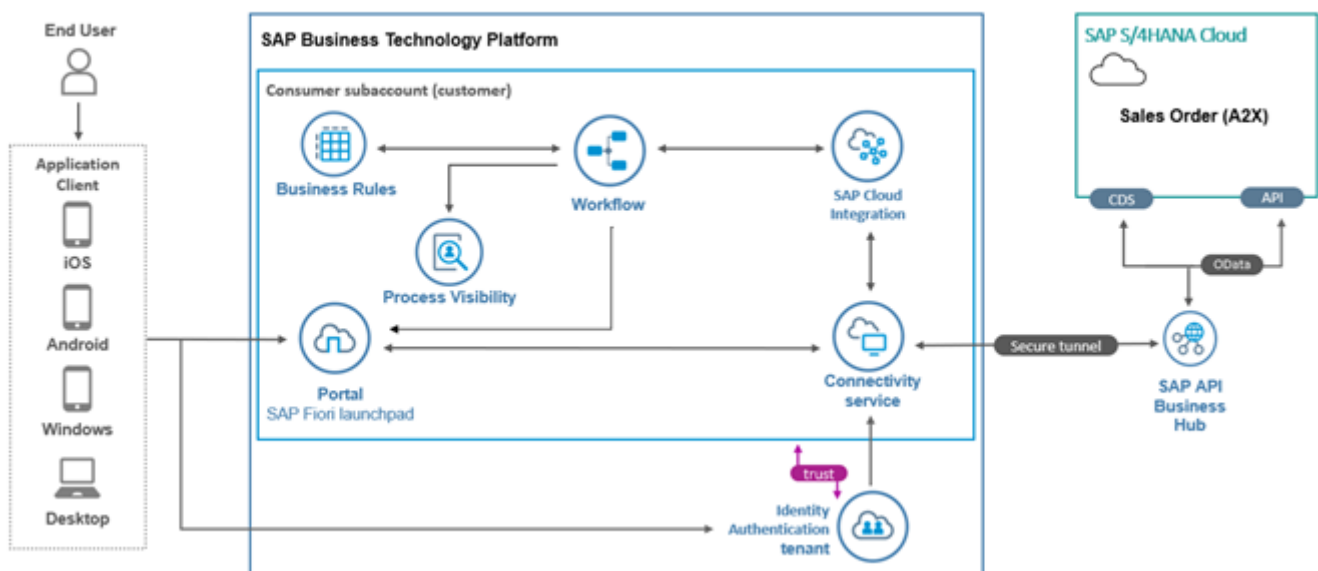 End User
Application
Client
iOS
Android
Windows
Desktop
SAP Business Technology Platform
Consumer subaccount (customer)
Business Rules
Workflow
SAP Cloud
Integration
Process Visibility
Portal
SAP Fiori launchpad
Connectivity
service
trust
Identity
Authentication
tenant
Secure tunnel
SAP S/4HANA Cloud
Sales Order (A2X)
CDS
API
OData
SAP API
Business
Hub